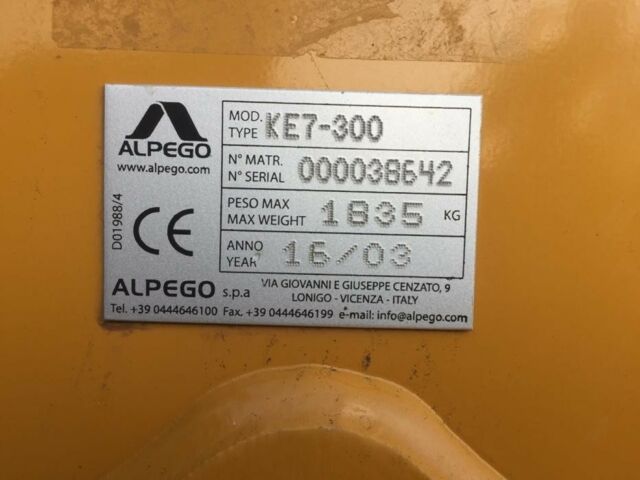 ALPEGO
www.alpego.com
D01988/4
CE
MOD.
TYPE KE7-300
N° MATR.
N° SERIAL 000038642
PESO MAX
MAX WEIGHT 1835 KG
ANNO
YEAR 16/03
ALPEGO s.p.a
VIA GIOVANNI E GIUSEPPE CENZATO, 9
LONIGO - VICENZA - ITALY
Tel. +39 0444646100 Fax. +39 0444646199 e-mail: info@alpego.com